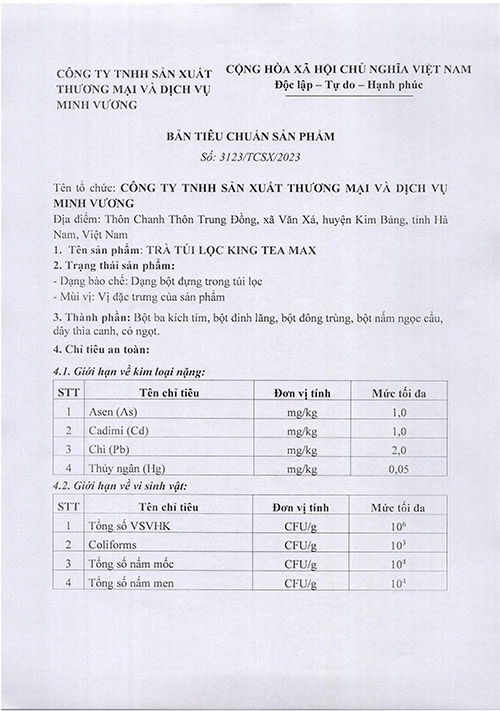 CÔNG TY TNHH SẢN XUẤT
THƯƠNG MẠI VÀ DỊCH VỤ
MINH VƯƠNG
CỘNG HÒA XÃ HỘI CHỦ NGHĨA VIỆT NAM
Độc lập – Tự do – Hạnh phúc
BẢN TIÊU CHUẨN SẢN PHẨM
Số: 3123/TCSX/2023
Tên tổ chức: CÔNG TY TNHH SẢN XUẤT THƯƠNG MẠI VÀ DỊCH VỤ
MINH VƯƠNG
Địa điểm: Thôn Chanh Thôn Trung Đồng, xã Văn Xá, huyện Kim Bảng, tỉnh Hà
Nam, Việt Nam
1. Tên sản phẩm: TRÀ TÚI LỌC KING TEA MAX
2. Trạng thái sản phẩm:
- Dạng bào chế: Dạng bột đựng trong túi lọc
- Mùi vị: Vị đặc trưng của sản phẩm
3. Thành phần: Bột ba kích tím, bột đinh lăng, bột đông trùng, bột nấm ngọc cẩu,
dây thìa canh, cỏ ngọt.
4. Chỉ tiêu an toàn:
4.1. Giới hạn về kim loại nặng:
STT Tên chỉ tiêu Đơn vị tính Mức tối đa
1 Asen (As) mg/kg 1,0
2 Cadimi (Cd) mg/kg 1,0
3 Chì (Pb) mg/kg 2,0
4 Thủy ngân (Hg) mg/kg 0,05
4.2. Giới hạn về vi sinh vật:
STT Tên chỉ tiêu Đơn vị tính Mức tối đa
1 Tổng số VSVHK CFU/g 10⁶
2 Coliforms CFU/g 10³
3 Tổng số nấm mốc CFU/g 10⁴
4 Tổng số nấm men CFU/g 10⁴